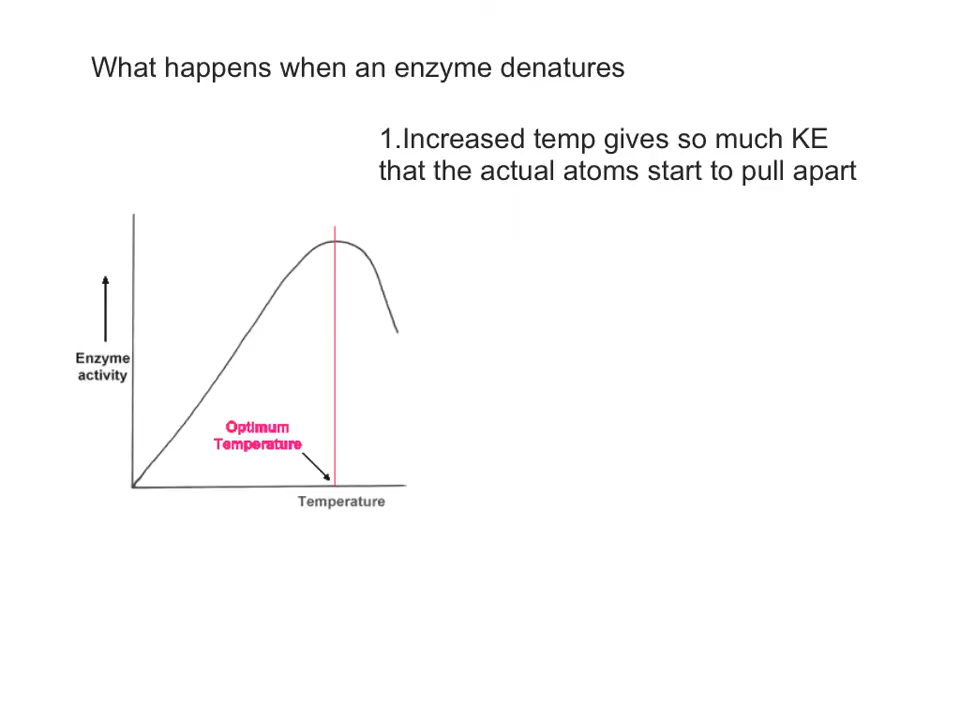 What happens when an enzyme denatures
1.Increased temp gives so much KE
that the actual atoms start to pull apart
Enzyme
activity
Optimum
Temperature
Temperature